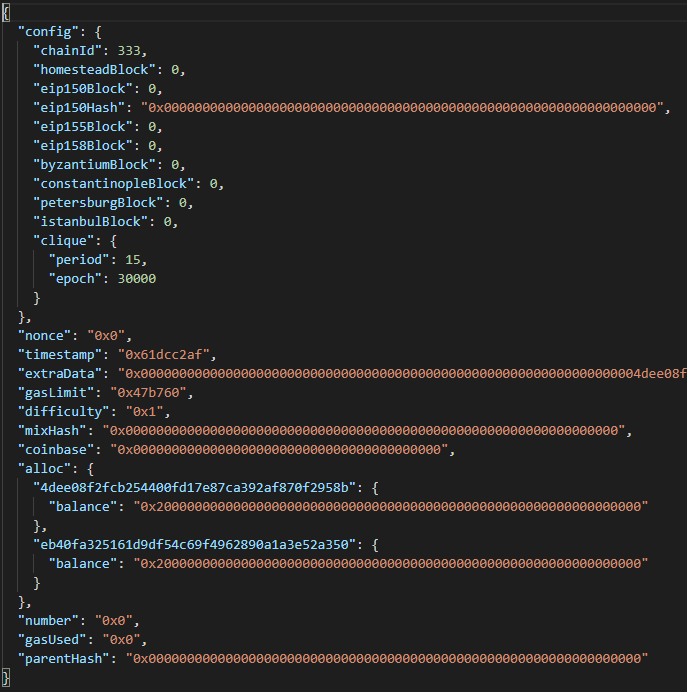 {
"config": {
"chainId": 333,
"homesteadBlock": 0,
"eip150Block": 0,
"eip150Hash": "0x0000000000000000000000000000000000000000000000000000000000000000",
"eip155Block": 0,
"eip158Block": 0,
"byzantiumBlock": 0,
"constantinopleBlock": 0,
"petersburgBlock": 0,
"istanbulBlock": 0,
"clique": {
"period": 15,
"epoch": 30000
}
},
"nonce": "0x0",
"timestamp": "0x61dcc2af",
"extraData": "0x00000000000000000000000000000000000000000000000000000000000000004dee08f
"gasLimit": "0x47b760",
"difficulty": "0x1",
"mixHash": "0x0000000000000000000000000000000000000000000000000000000000000000",
"coinbase": "0x0000000000000000000000000000000000000000",
"alloc": {
"4dee08f2fcb254400fd17e87ca392af870f2958b": {
"balance": "0x200000000000000000000000000000000000000000000000000000000000000"
},
"eb40fa325161d9df54c69f4962890a1a3e52a350": {
"balance": "0x200000000000000000000000000000000000000000000000000000000000000"
}
},
"number": "0x0",
"gasUsed": "0x0",
"parentHash": "0x0000000000000000000000000000000000000000000000000000000000000000"
}